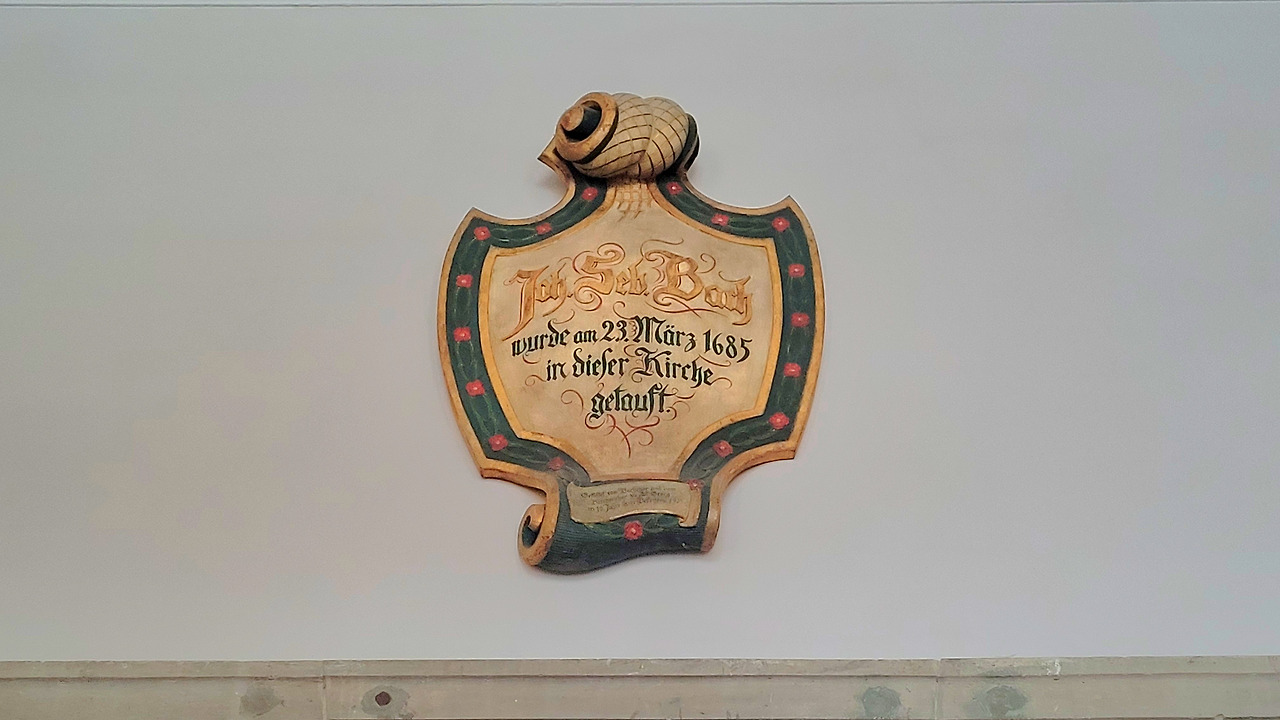 Joh. Seb. Bach
wurde am 23. März 1685
in dieſer Kirche
getauft.